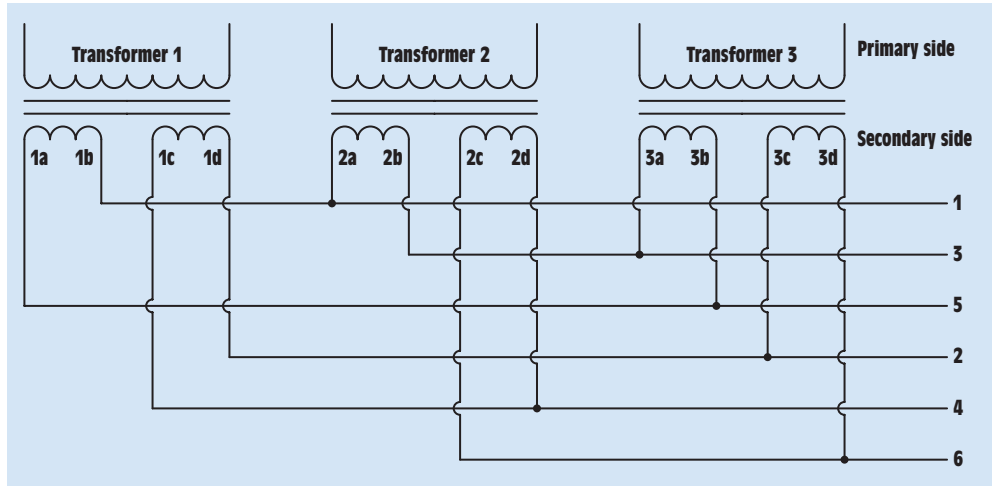 Transformer 1 Transformer 2 Transformer 3 Primary side
Secondary side
1a 1b 1c 1d 2a 2b 2c 2d 3a 3b 3c 3d
1
3
5
2
4
6